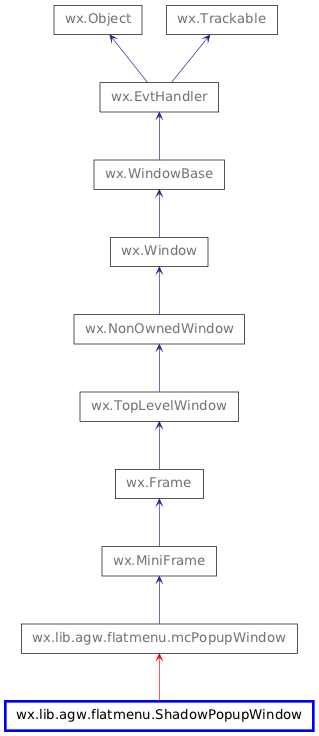 wx.Object
wx.Trackable
wx.EvtHandler
wx.WindowBase
wx.Window
wx.NonOwnedWindow
wx.TopLevelWindow
wx.Frame
wx.MiniFrame
wx.lib.agw.flatmenu.mcPopupWindow
wx.lib.agw.flatmenu.ShadowPopupWindow